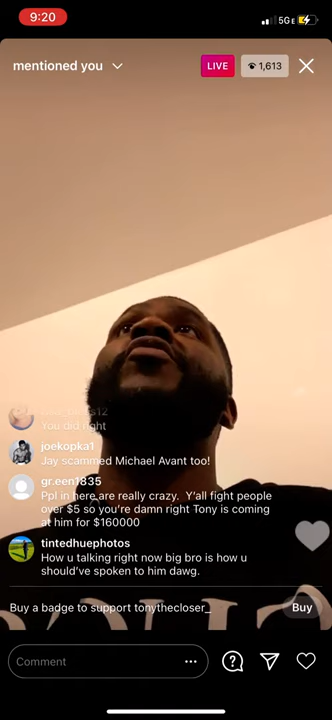 9:20
5GE
mentioned you
LIVE
1,613
You did right
joekopka1
Jay scammed Michael Avant too!
gr.een1835
Ppl in here are really crazy. Y'all fight people
over $5 so you're damn right Tony is coming
at him for $160000
tintedhuephotos
How u talking right now big bro is how u
should've spoken to him dawg.
Buy a badge to support tonythecloser_
Buy
Comment